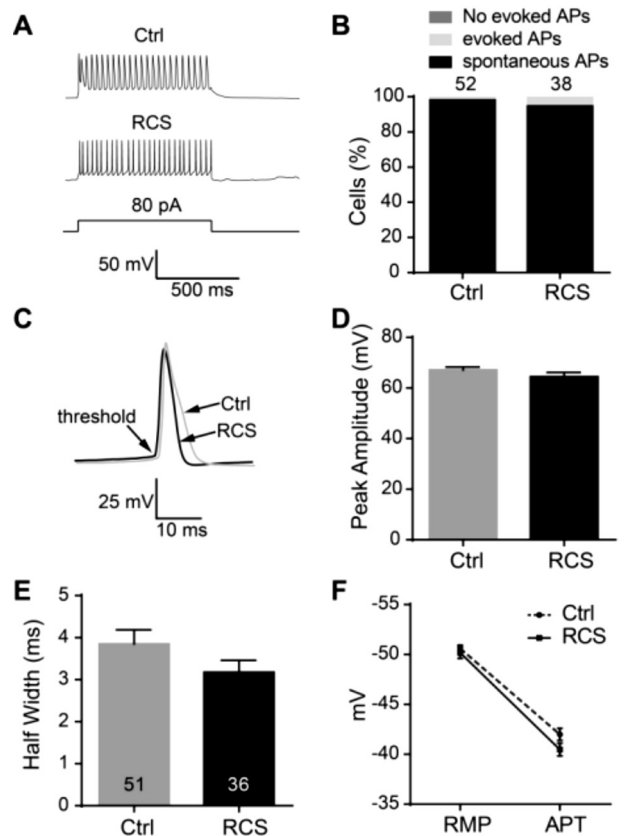 A
Ctrl
RCS
80 pA
50 mV
500 ms
B
No evoked APs
evoked APs
spontaneous APs
52 38
100
80
60
40
20
0
Cells (%)
Ctrl RCS
C
threshold
Ctrl
RCS
25 mV
10 ms
D
80
60
40
20
0
Peak Amplitude (mV)
Ctrl RCS
E
5
4
3
2
1
0
Half Width (ms)
51 36
Ctrl RCS
F
-55
-50
-45
-40
-35
mV
Ctrl
RCS
RMP APT